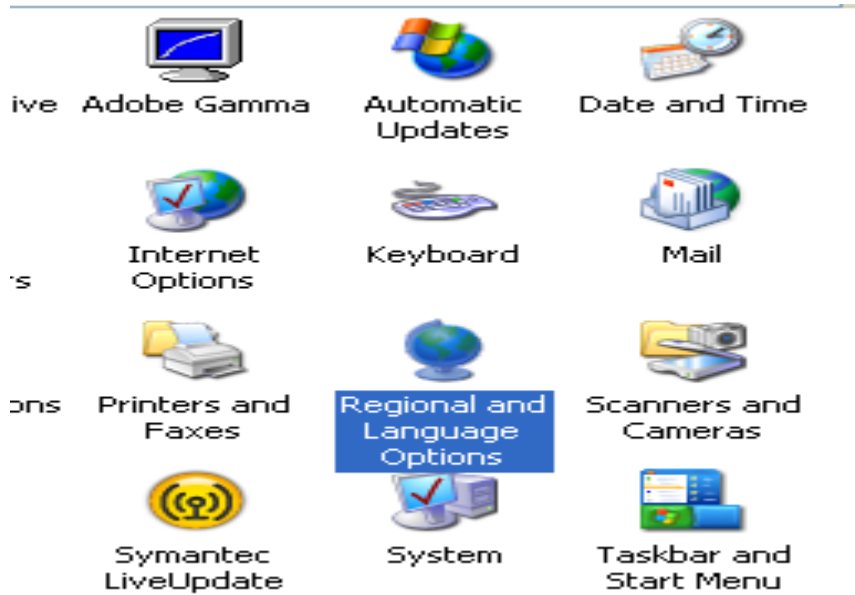 ive Adobe Gamma Automatic Updates Date and Time
Internet Options Keyboard Mail
rs
ons Printers and Faxes Regional and Language Options Scanners and Cameras
Symantec LiveUpdate System Taskbar and Start Menu